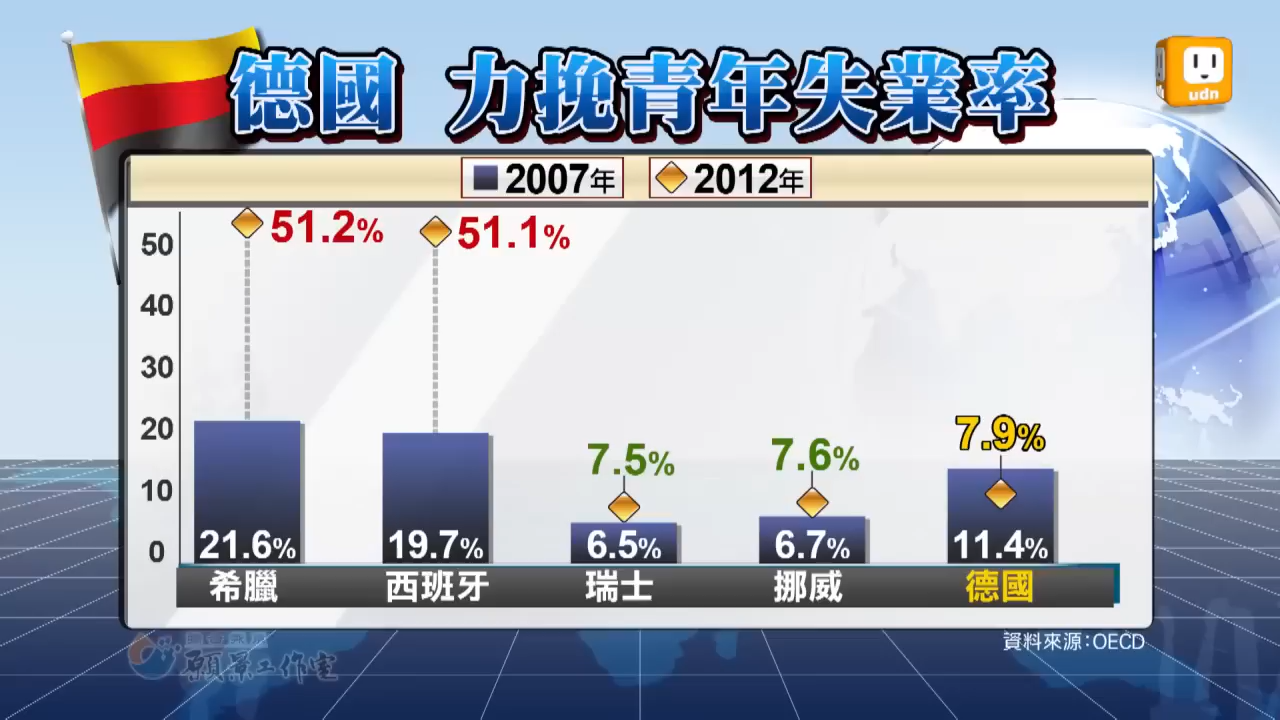 德國 力挽青年失業率
udn
2007年 2012年
51.2% 51.1%
50
40
30
20
10
0
7.5% 7.6% 7.9%
21.6% 19.7% 6.5% 6.7% 11.4%
希臘 西班牙 瑞士 挪威 德國
資料來源:OECD
願景工作室